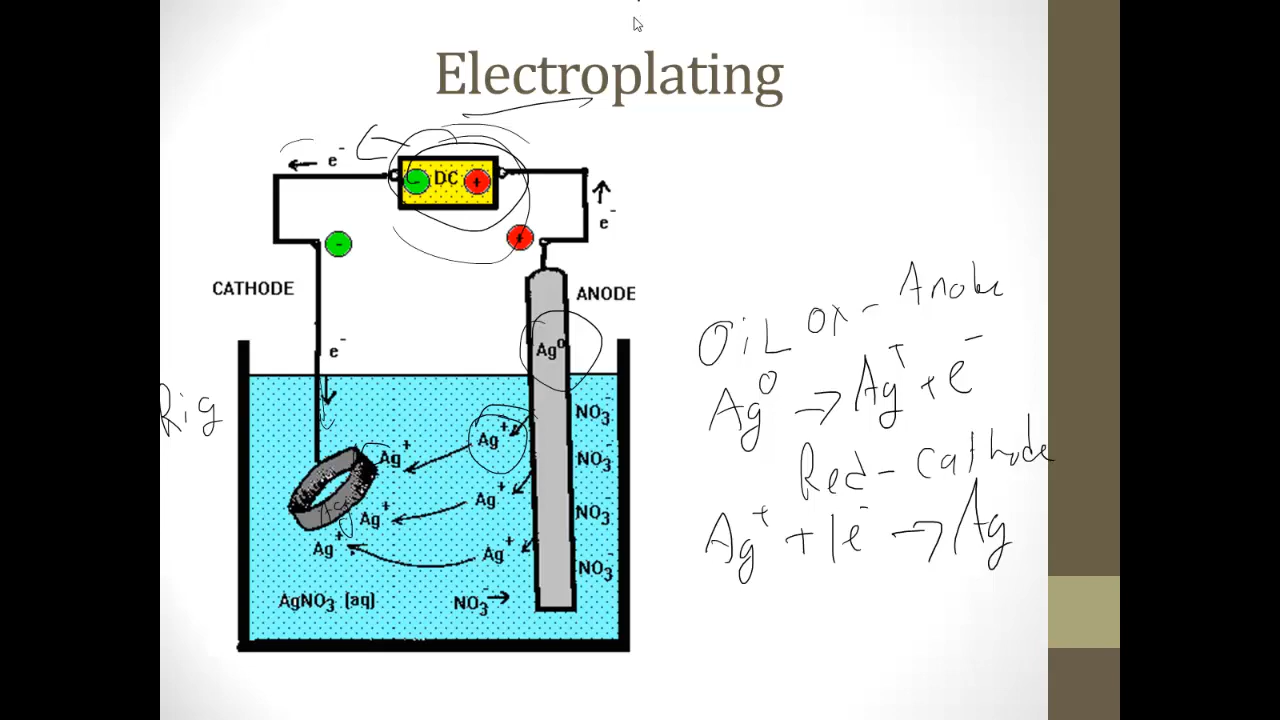 Electroplating
e⁻
- DC +
e⁻
- +
CATHODE
ANODE
e⁻
Ag⁰
OiL ox - Anode
Ag⁰ → Ag⁺ + e⁻
Rig
NO₃⁻
Ag⁺
Ag⁺
NO₃⁻
Red - cathode
Ag⁺
Ag⁺
NO₃⁻
Ag⁺ + 1e⁻ → Ag
Ag⁺
Ag⁺
NO₃⁻
AgNO₃ (aq)
NO₃⁻